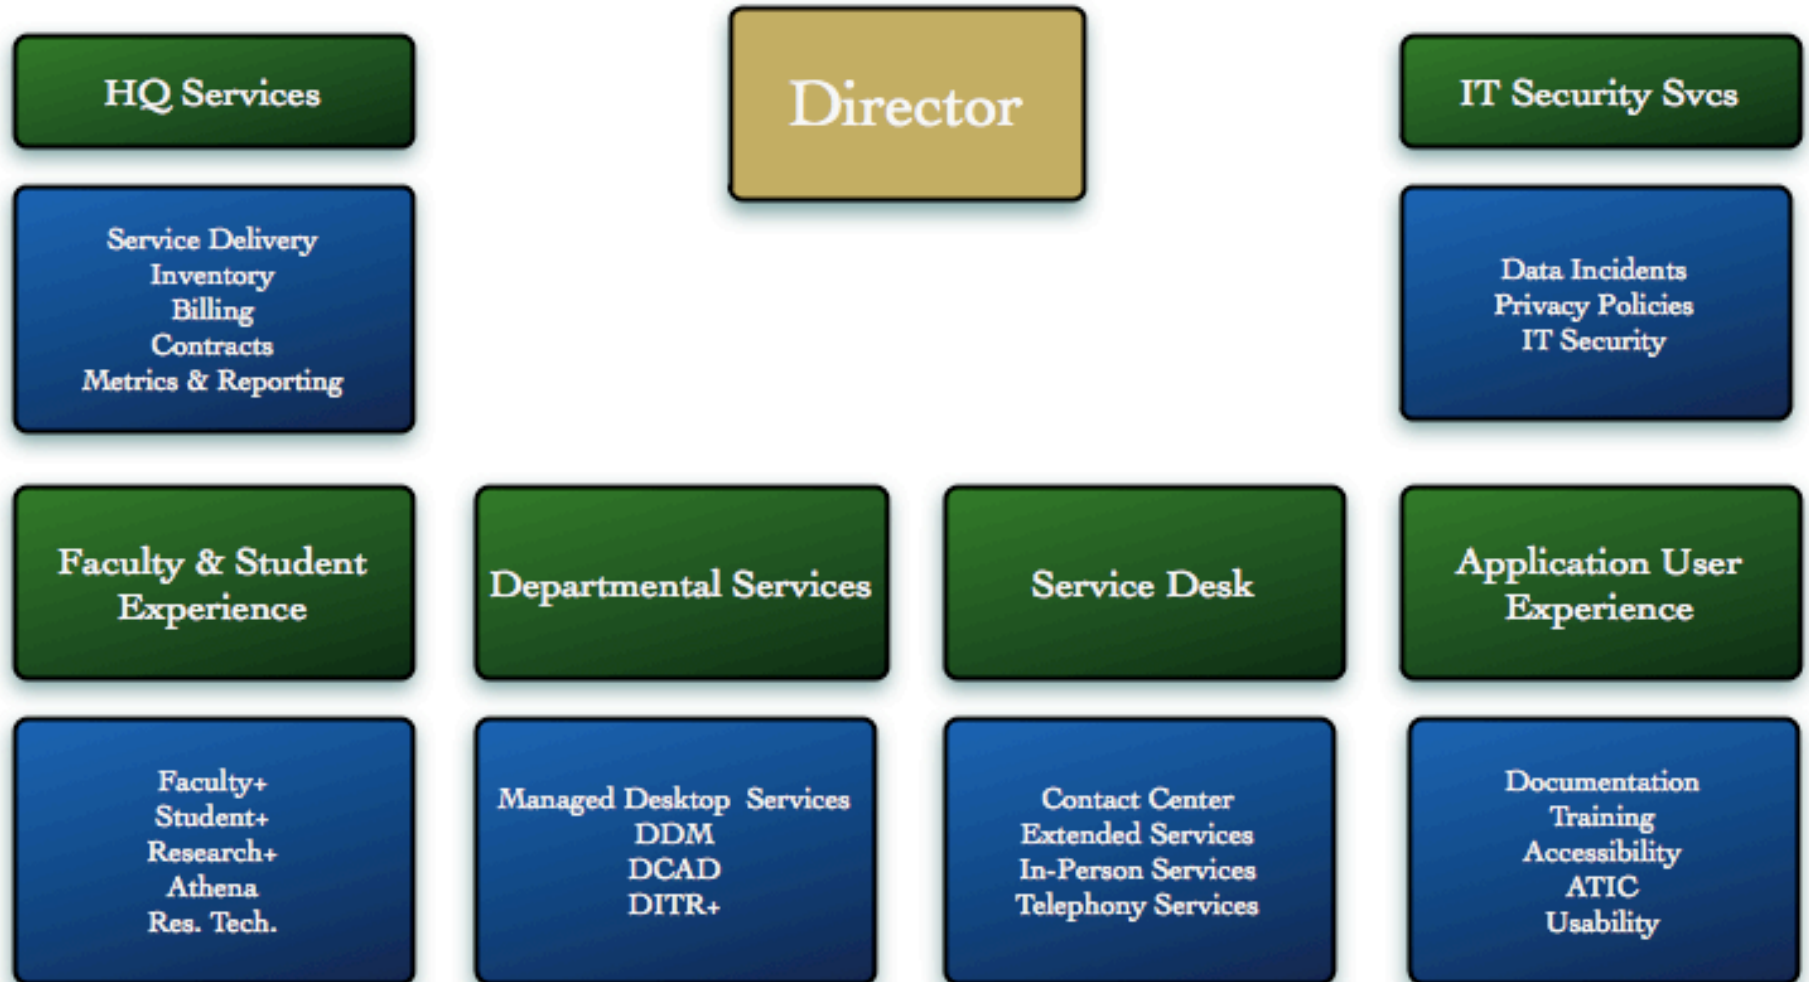 HQ Services
Service Delivery
Inventory
Billing
Contracts
Metrics & Reporting
Director
IT Security Svcs
Data Incidents
Privacy Policies
IT Security
Faculty & Student
Experience
Faculty+
Student+
Research+
Athena
Res. Tech.
Departmental Services
Managed Desktop  Services
DDM
DCAD
DITR+
Service Desk
Contact Center
Extended Services
In-Person Services
Telephony Services
Application User
Experience
Documentation
Training
Accessibility
ATIC
Usability